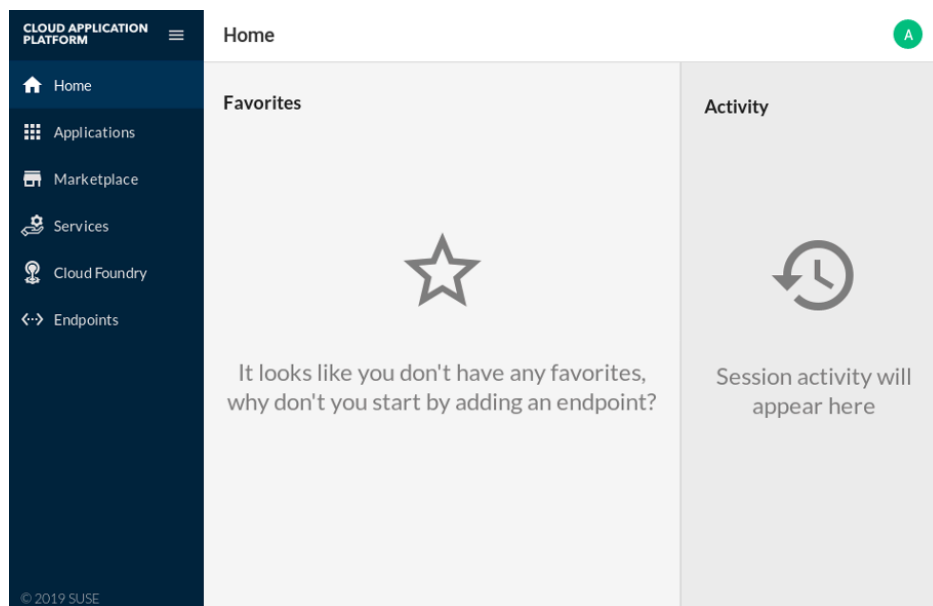 CLOUD APPLICATION
PLATFORM
Home
Applications
Marketplace
Services
Cloud Foundry
Endpoints
© 2019 SUSE
Home
A
Favorites
It looks like you don't have any favorites,
why don't you start by adding an endpoint?
Activity
Session activity will
appear here